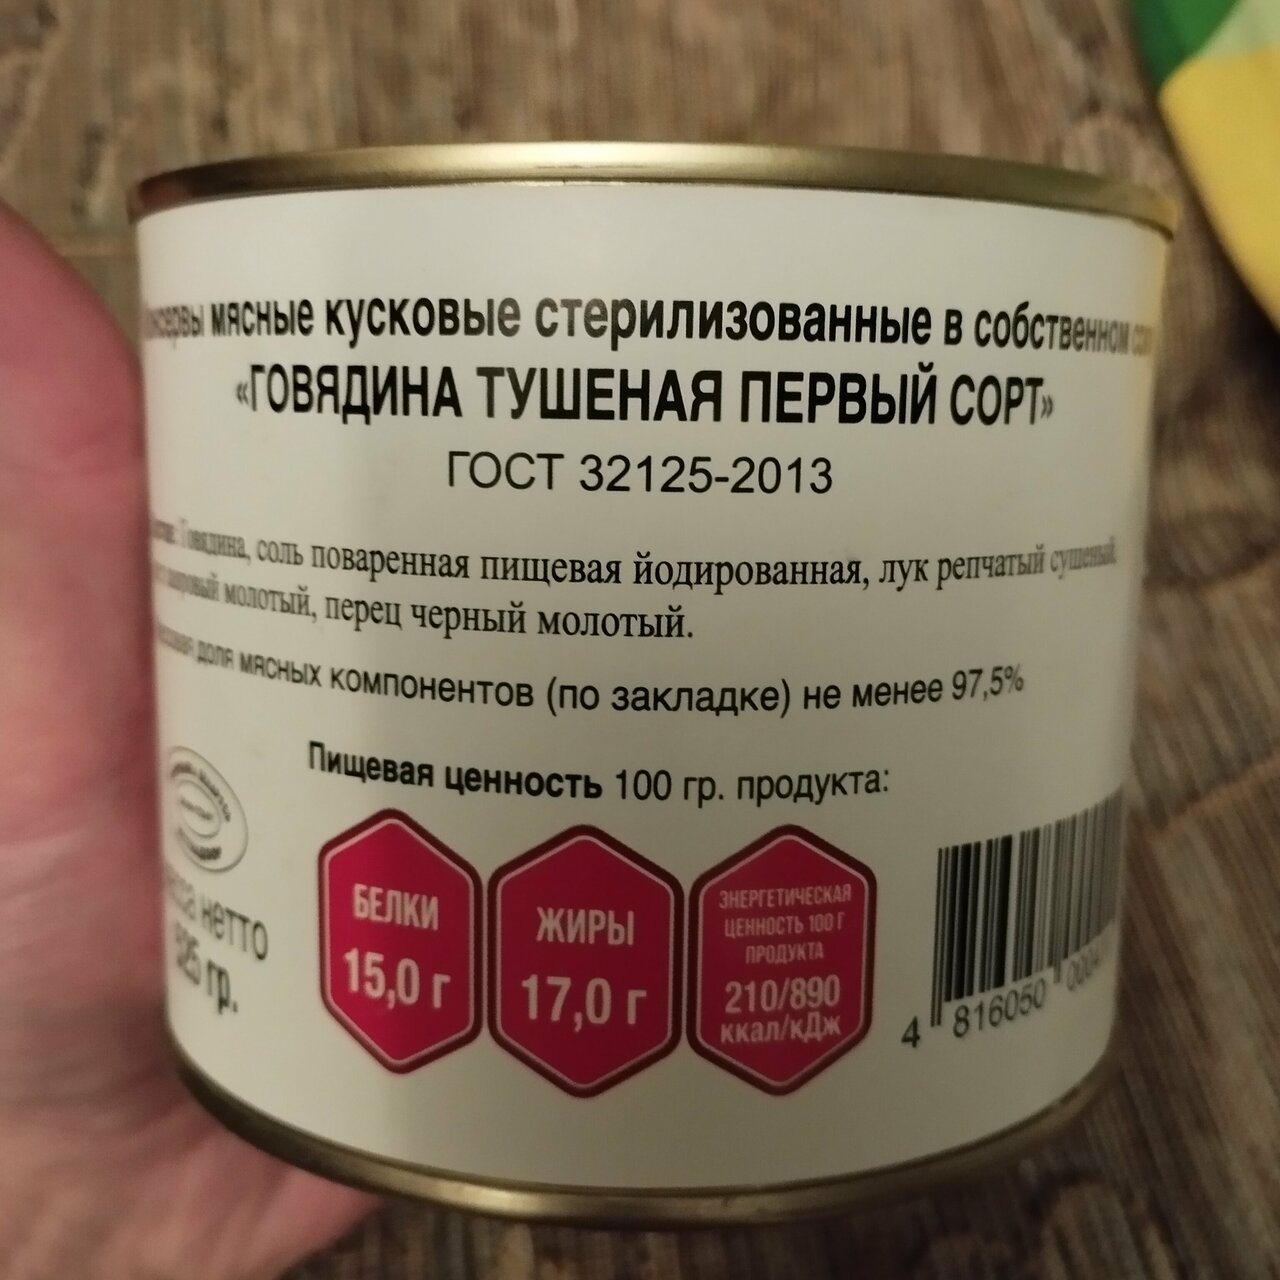 мясные кусковые стерилизованные в собственном
«ГОВЯДИНА ТУШЕНАЯ ПЕРВЫЙ СОРТ»
ГОСТ 32125-2013
Говядина, соль поваренная пищевая йодированная, лук репчатый сушеный,
молотый, перец черный молотый.
доля мясных компонентов (по закладке) не менее 97,5%
Пищевая ценность 100 гр. продукта:
БЕЛКИ
15,0 г
ЖИРЫ
17,0 г
ЭНЕРГЕТИЧЕСКАЯ
ЦЕННОСТЬ 100 Г
ПРОДУКТА
210/890
ккал/кДж
нетто
гр.
4 816050